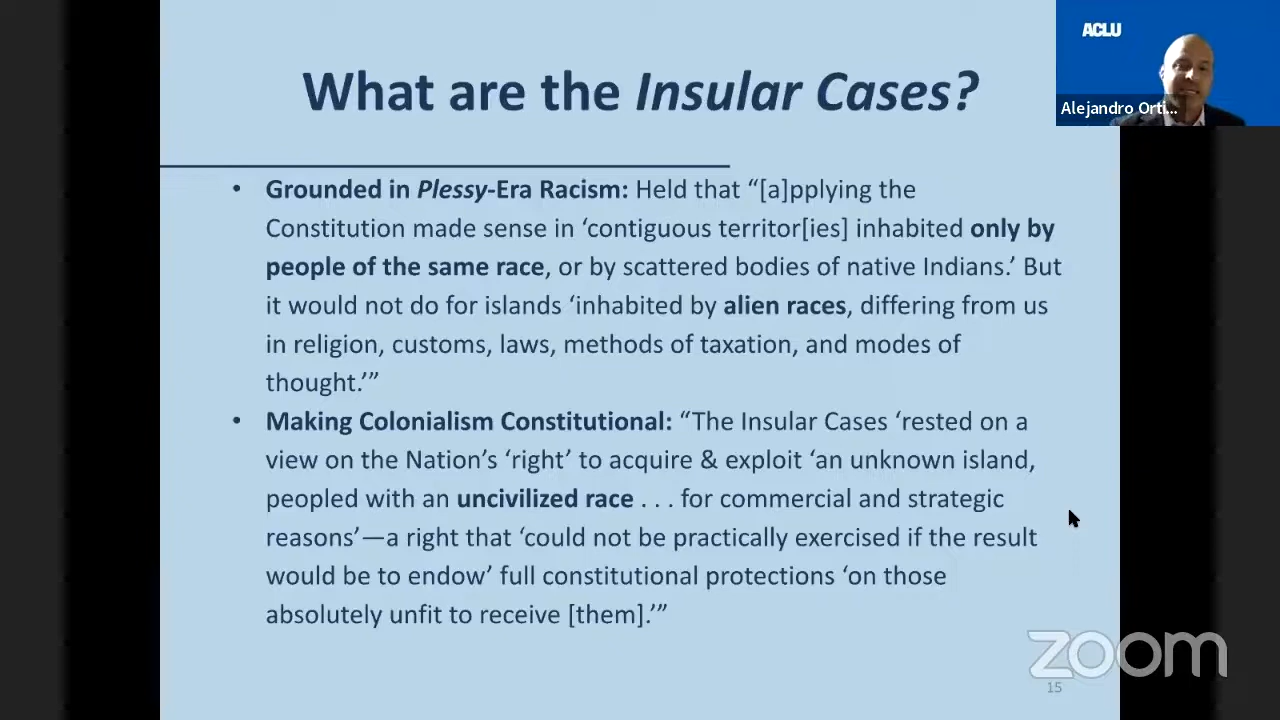 What are the Insular Cases?
ACLU
Alejandro Orti...
• Grounded in Plessy-Era Racism: Held that “[a]pplying the
Constitution made sense in ‘contiguous territor[ies] inhabited only by
people of the same race, or by scattered bodies of native Indians.’ But
it would not do for islands ‘inhabited by alien races, differing from us
in religion, customs, laws, methods of taxation, and modes of
thought.’”
• Making Colonialism Constitutional: “The Insular Cases ‘rested on a
view on the Nation’s ‘right’ to acquire & exploit ‘an unknown island,
peopled with an uncivilized race . . . for commercial and strategic
reasons’—a right that ‘could not be practically exercised if the result
would be to endow’ full constitutional protections ‘on those
absolutely unfit to receive [them].’”
zoom
15